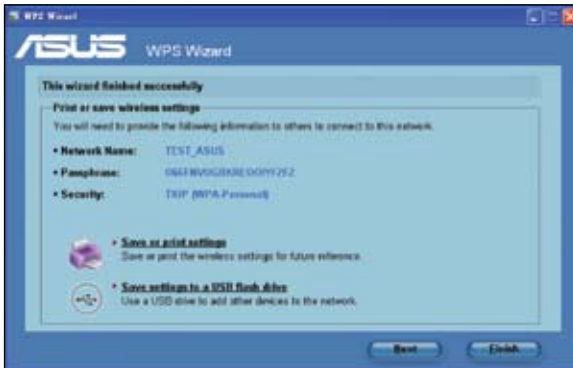 WPS Wizard
ASUS WPS Wizard
This wizard finished successfully
Print or save wireless settings
You will need to provide the following information to others to connect to this network.
• Network Name: TEST_ASUS
• Passphrase:
• Security: TKIP (WPA-Personal)
• Save or print settings
Save or print the wireless settings for future reference.
• Save settings to a USB flash drive
Use a USB drive to add other devices to the network.
Next Finish